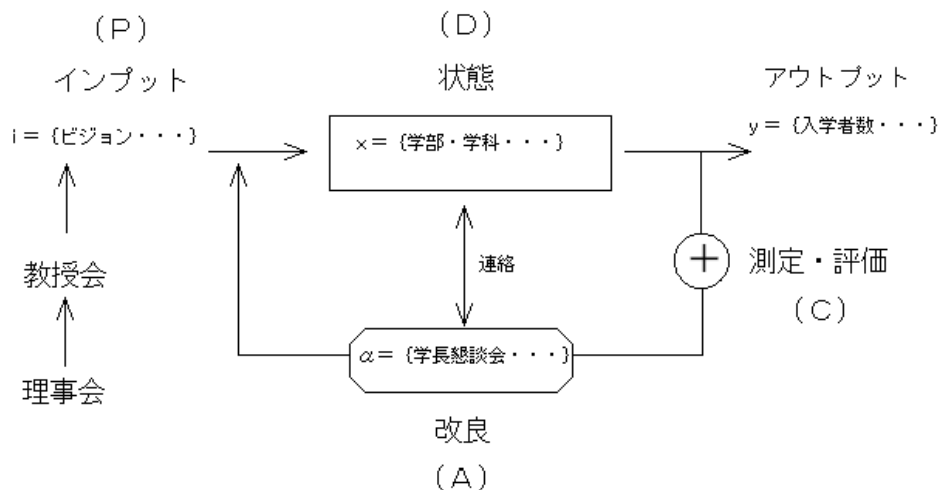 （P）
インプット
i＝｛ビジョン・・・｝
教授会
理事会
（D）
状態
x＝｛学部・学科・・・｝
連絡
α＝｛学長懇談会・・・｝
改良
（A）
アウトプット
y＝｛入学者数・・・｝
＋
測定・評価
（C）